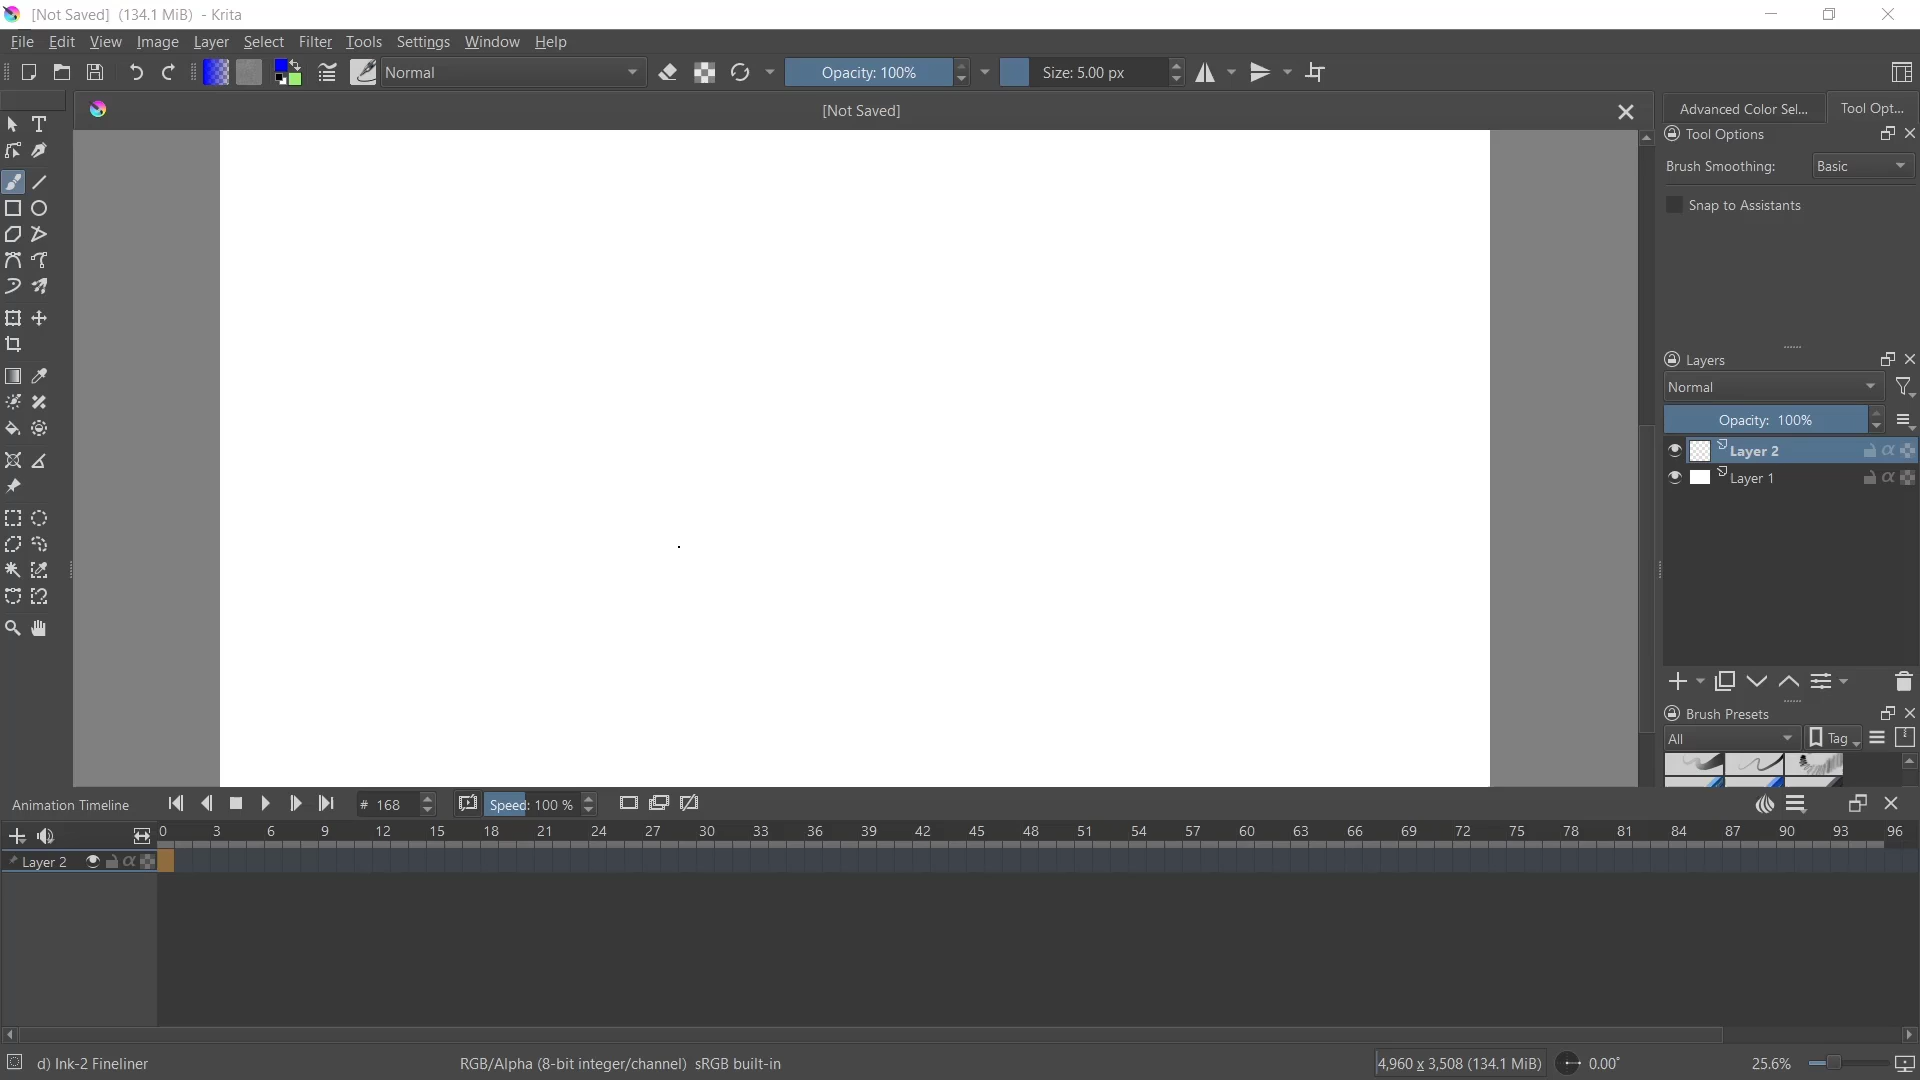 [Not Saved] (134.1 MiB) - Krita
File Edit View Image Layer Select Filter Tools Settings Window Help
Normal Opacity: 100% Size: 5.00 px
[Not Saved]
Advanced Color Sel... Tool Opt...
Tool Options
Brush Smoothing: Basic
Snap to Assistants
Layers
Normal
Opacity: 100%
Layer 2
Layer 1
Brush Presets
All Tag
Animation Timeline # 168 Speed: 100 %
0 3 6 9 12 15 18 21 24 27 30 33 36 39 42 45 48 51 54 57 60 63 66 69 72 75 78 81 84 87 90 93 96
Layer 2
d) Ink-2 Fineliner RGB/Alpha (8-bit integer/channel) sRGB built-in 4,960 x 3,508 (134.1 MiB) 0.00° 25.6%